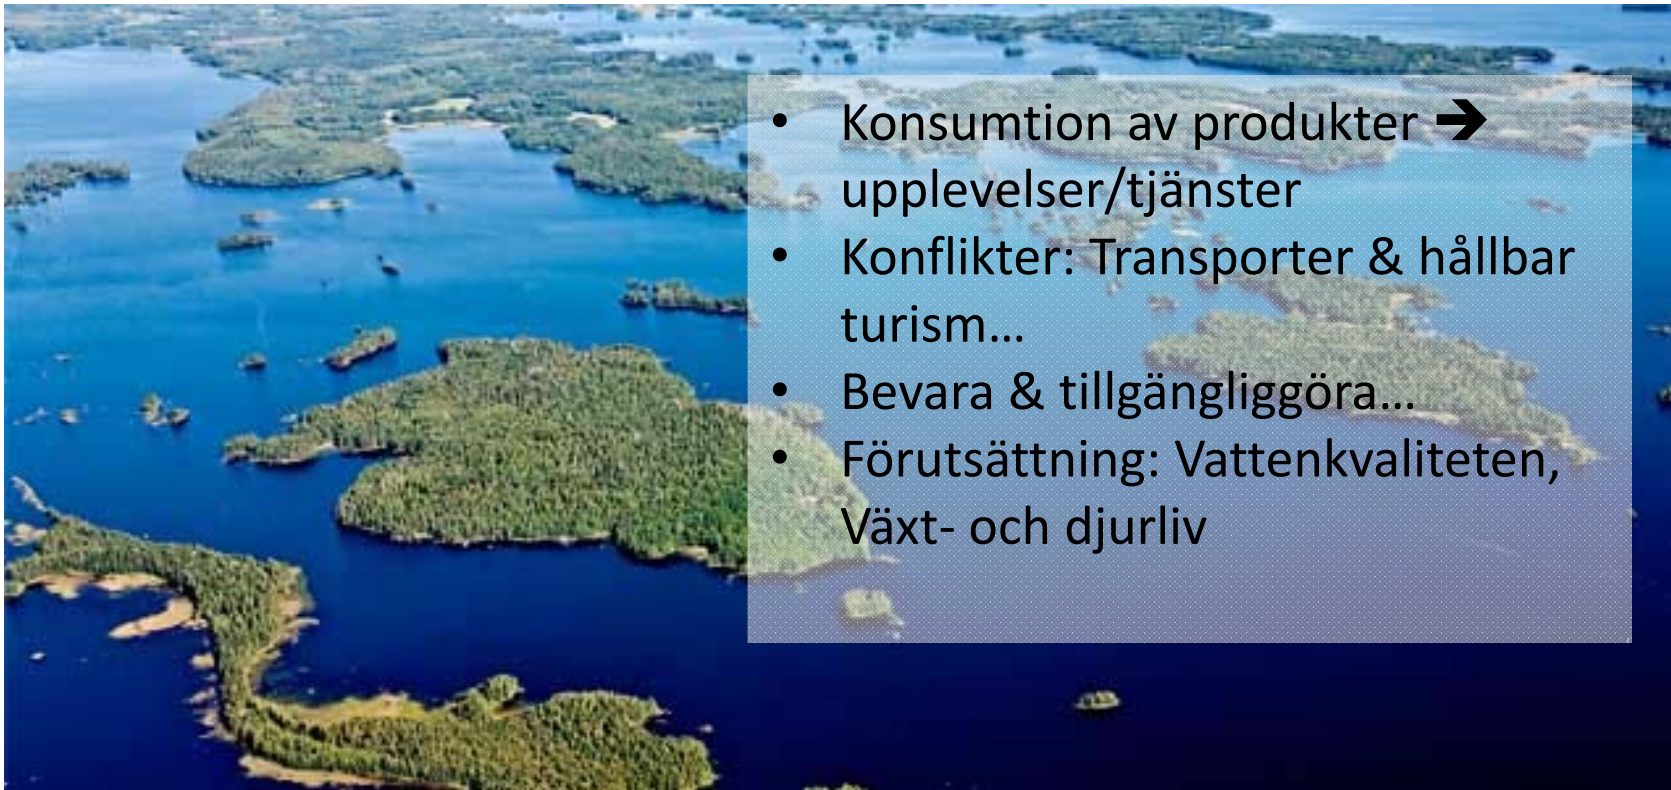 • Konsumtion av produkter ➔
upplevelser/tjänster
• Konflikter: Transporter & hållbar
turism…
• Bevara & tillgängliggöra…
• Förutsättning: Vattenkvaliteten,
Växt- och djurliv